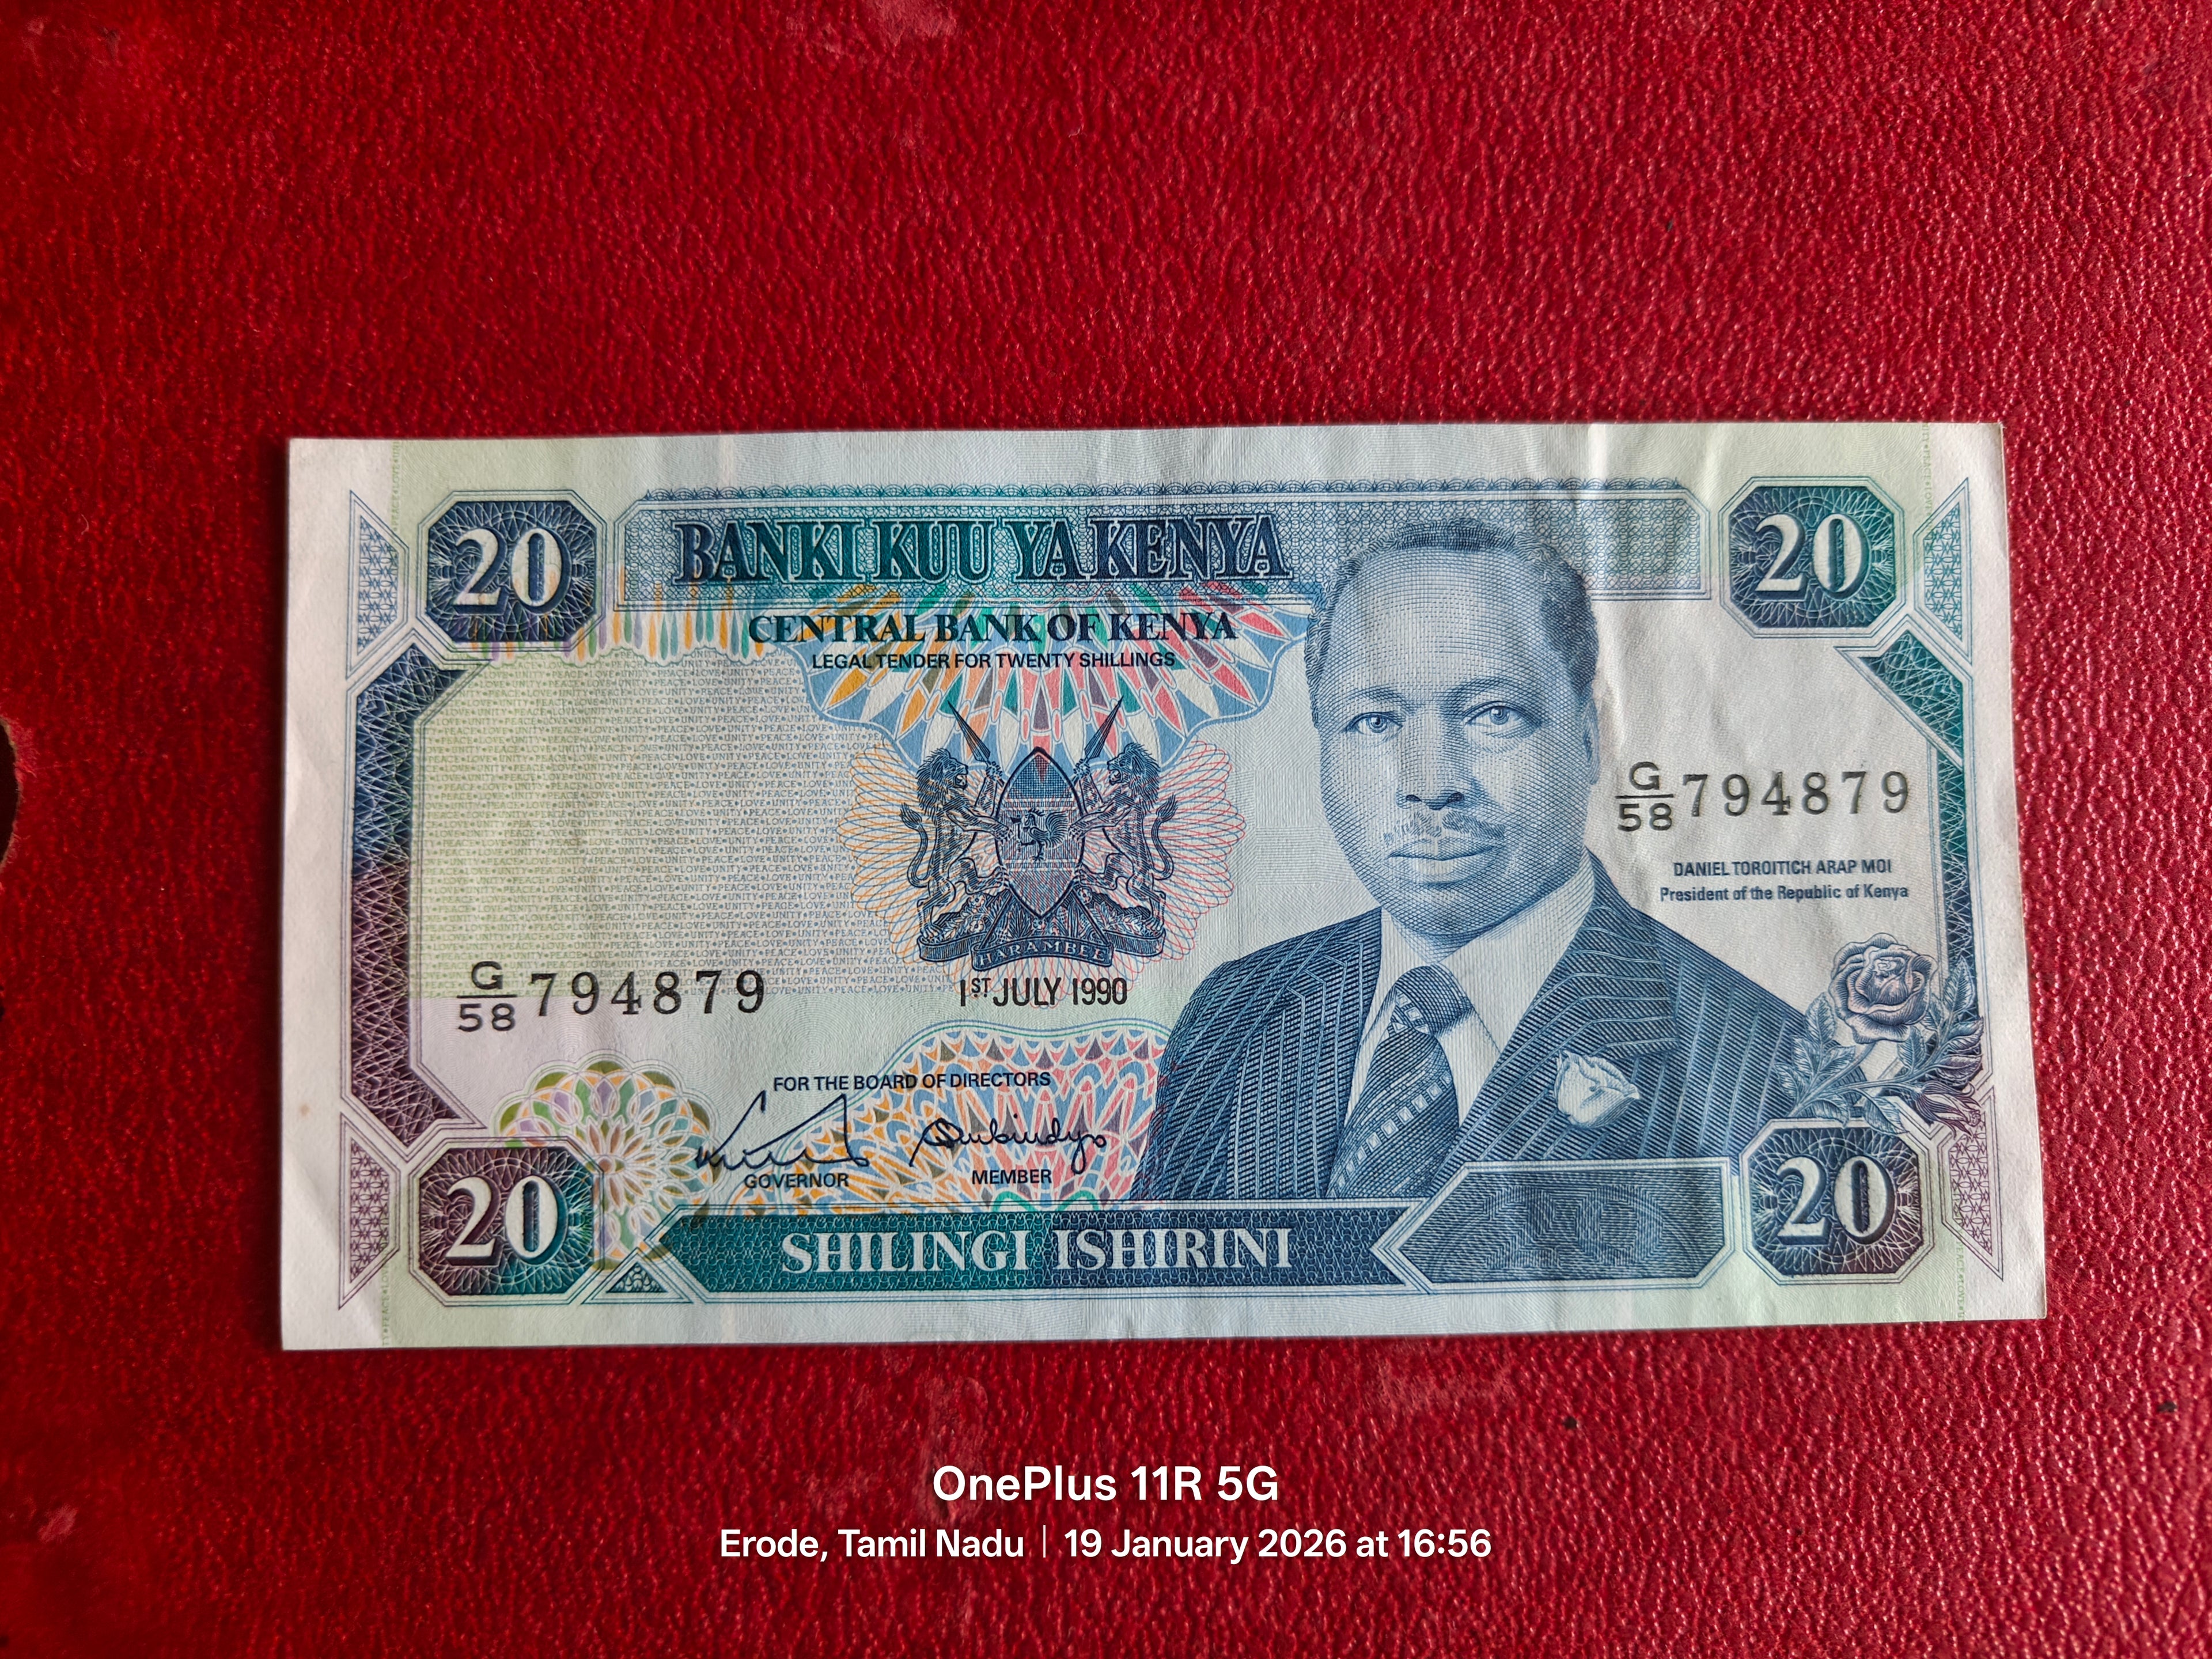 20
BANKI KUU YA KENYA
20
CENTRAL BANK OF KENYA
LEGAL TENDER FOR TWENTY SHILLINGS
G/58 794879
DANIEL TOROITICH ARAP MOI
President of the Republic of Kenya
HARAMBEE
G/58 794879
1ST JULY 1990
FOR THE BOARD OF DIRECTORS
GOVERNOR
MEMBER
20
SHILINGI ISHIRINI
20
OnePlus 11R 5G
Erode, Tamil Nadu | 19 January 2026 at 16:56